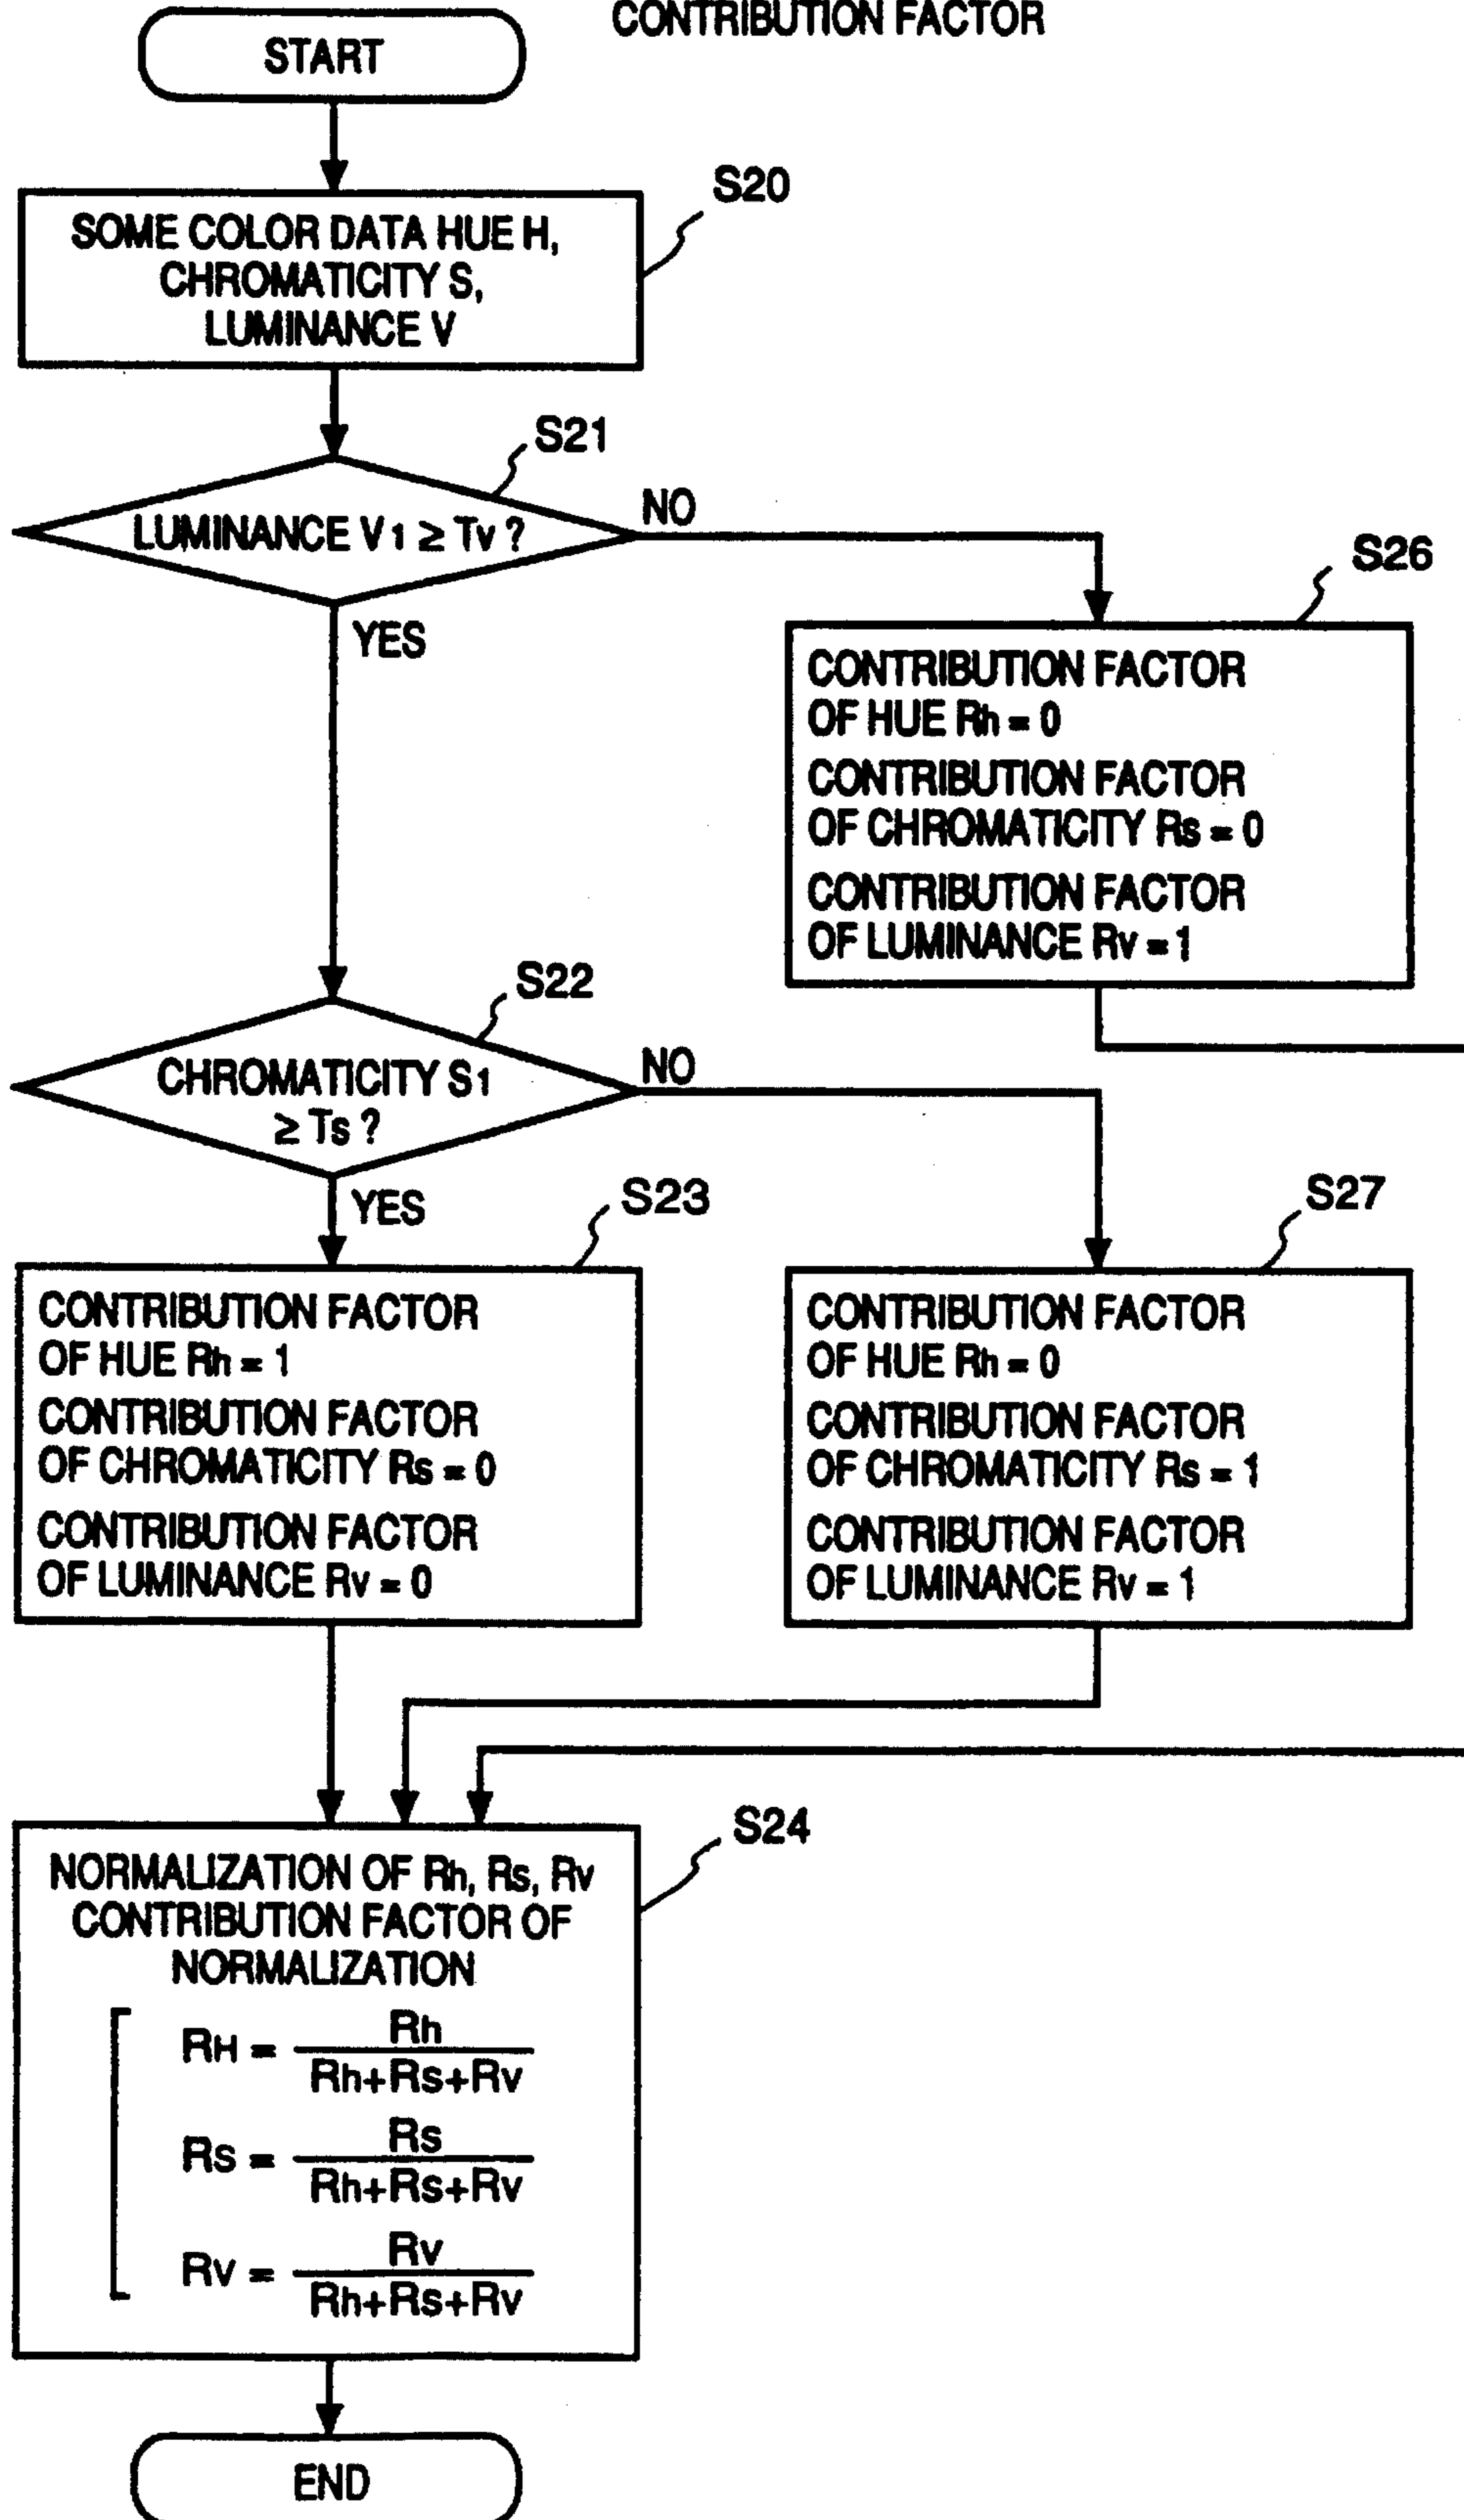 CONTRIBUTION FACTOR
START
S20
SOME COLOR DATA HUE H,
CHROMATICITY S,
LUMINANCE V
S21
LUMINANCE V1 ≥ Tv ?
NO
YES
S26
CONTRIBUTION FACTOR
OF HUE Rh = 0
CONTRIBUTION FACTOR
OF CHROMATICITY Rs = 0
CONTRIBUTION FACTOR
OF LUMINANCE Rv = 1
S22
CHROMATICITY S1
≥ Ts ?
NO
YES
S23
CONTRIBUTION FACTOR
OF HUE Rh = 1
CONTRIBUTION FACTOR
OF CHROMATICITY Rs = 0
CONTRIBUTION FACTOR
OF LUMINANCE Rv = 0
S27
CONTRIBUTION FACTOR
OF HUE Rh = 0
CONTRIBUTION FACTOR
OF CHROMATICITY Rs = 1
CONTRIBUTION FACTOR
OF LUMINANCE Rv = 1
S24
NORMALIZATION OF Rh, Rs, Rv
CONTRIBUTION FACTOR OF
NORMALIZATION
RH = Rh
Rh+Rs+Rv
RS = Rs
Rh+Rs+Rv
RV = Rv
Rh+Rs+Rv
END